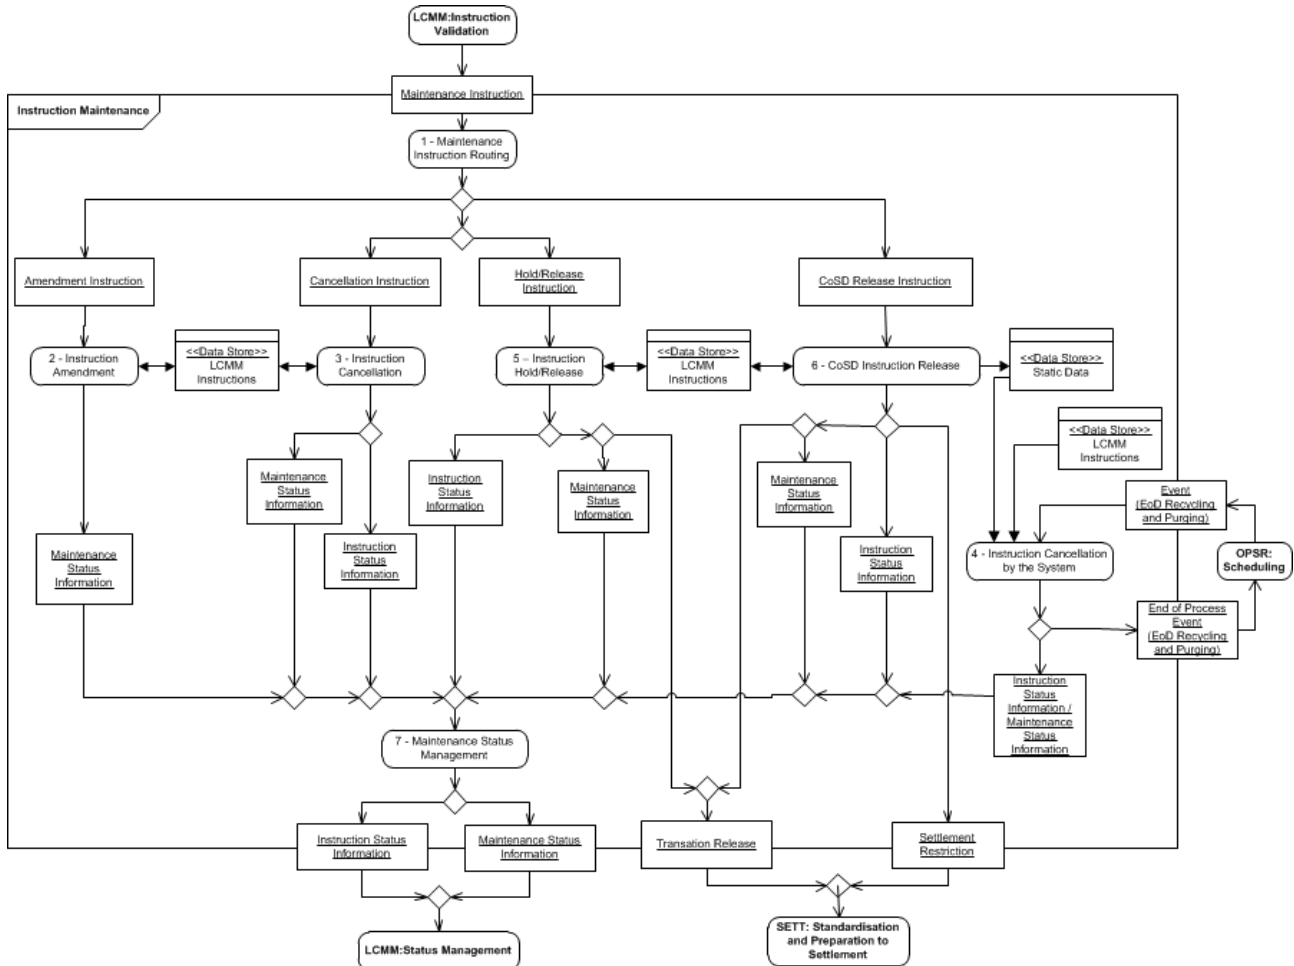 LCMM:Instruction
Validation
Maintenance Instruction
Instruction Maintenance
1 - Maintenance
Instruction Routing
Amendment Instruction
Cancellation Instruction
Hold/Release
Instruction
CoSD Release Instruction
2 - Instruction
Amendment
<<Data Store>>
LCMM
Instructions
3 - Instruction
Cancellation
5 – Instruction
Hold/Release
<<Data Store>>
LCMM
Instructions
6 - CoSD Instruction Release
<<Data Store>>
Static Data
<<Data Store>>
LCMM
Instructions
Maintenance
Status
Information
Instruction
Status
Information
Maintenance
Status
Information
Maintenance
Status
Information
Event
(EoD Recycling
and Purging)
Maintenance
Status
Information
Instruction
Status
Information
Instruction
Status
Information
4 - Instruction Cancellation
by the System
OPSR:
Scheduling
End of Process
Event
(EoD Recycling
and Purging)
Instruction
Status
Information /
Maintenance
Status
Information
7 - Maintenance Status
Management
Instruction Status
Information
Maintenance Status
Information
Transation Release
Settlement
Restriction
LCMM:Status Management
SETT: Standardisation
and Preparation to
Settlement